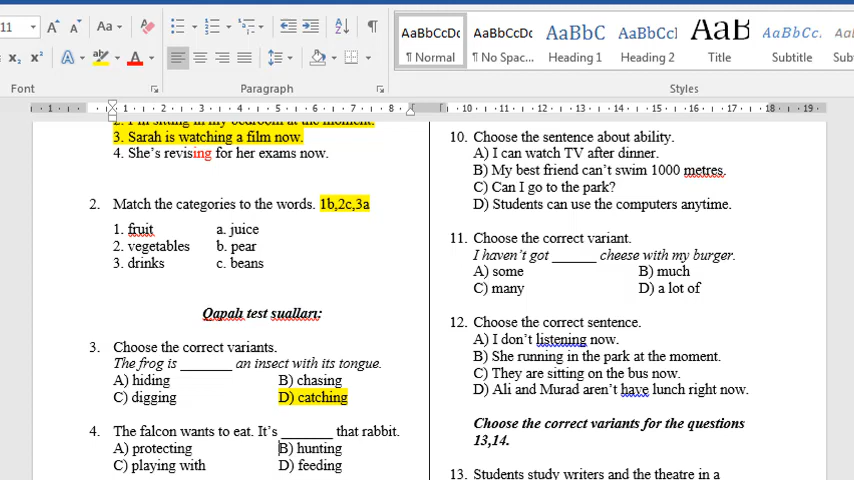 11
Aa
AaBbCcDc
AaBbCcDc
AaBbC
AaBbCcl
AaB
AaBbCc.
¶ Normal
¶ No Spac...
Heading 1
Heading 2
Title
Subtitle
Font
Paragraph
Styles
2. I'm sitting in my bedroom at the moment.
3. Sarah is watching a film now.
4. She's revising for her exams now.
2. Match the categories to the words. 1b,2c,3a
1. fruit a. juice
2. vegetables b. pear
3. drinks c. beans
Qapalı test sualları:
3. Choose the correct variants.
The frog is _______ an insect with its tongue.
A) hiding B) chasing
C) digging D) catching
4. The falcon wants to eat. It's _______ that rabbit.
A) protecting B) hunting
C) playing with D) feeding
10. Choose the sentence about ability.
A) I can watch TV after dinner.
B) My best friend can't swim 1000 metres.
C) Can I go to the park?
D) Students can use the computers anytime.
11. Choose the correct variant.
I haven't got ______ cheese with my burger.
A) some B) much
C) many D) a lot of
12. Choose the correct sentence.
A) I don't listening now.
B) She running in the park at the moment.
C) They are sitting on the bus now.
D) Ali and Murad aren't have lunch right now.
Choose the correct variants for the questions
13,14.
13. Students study writers and the theatre in a